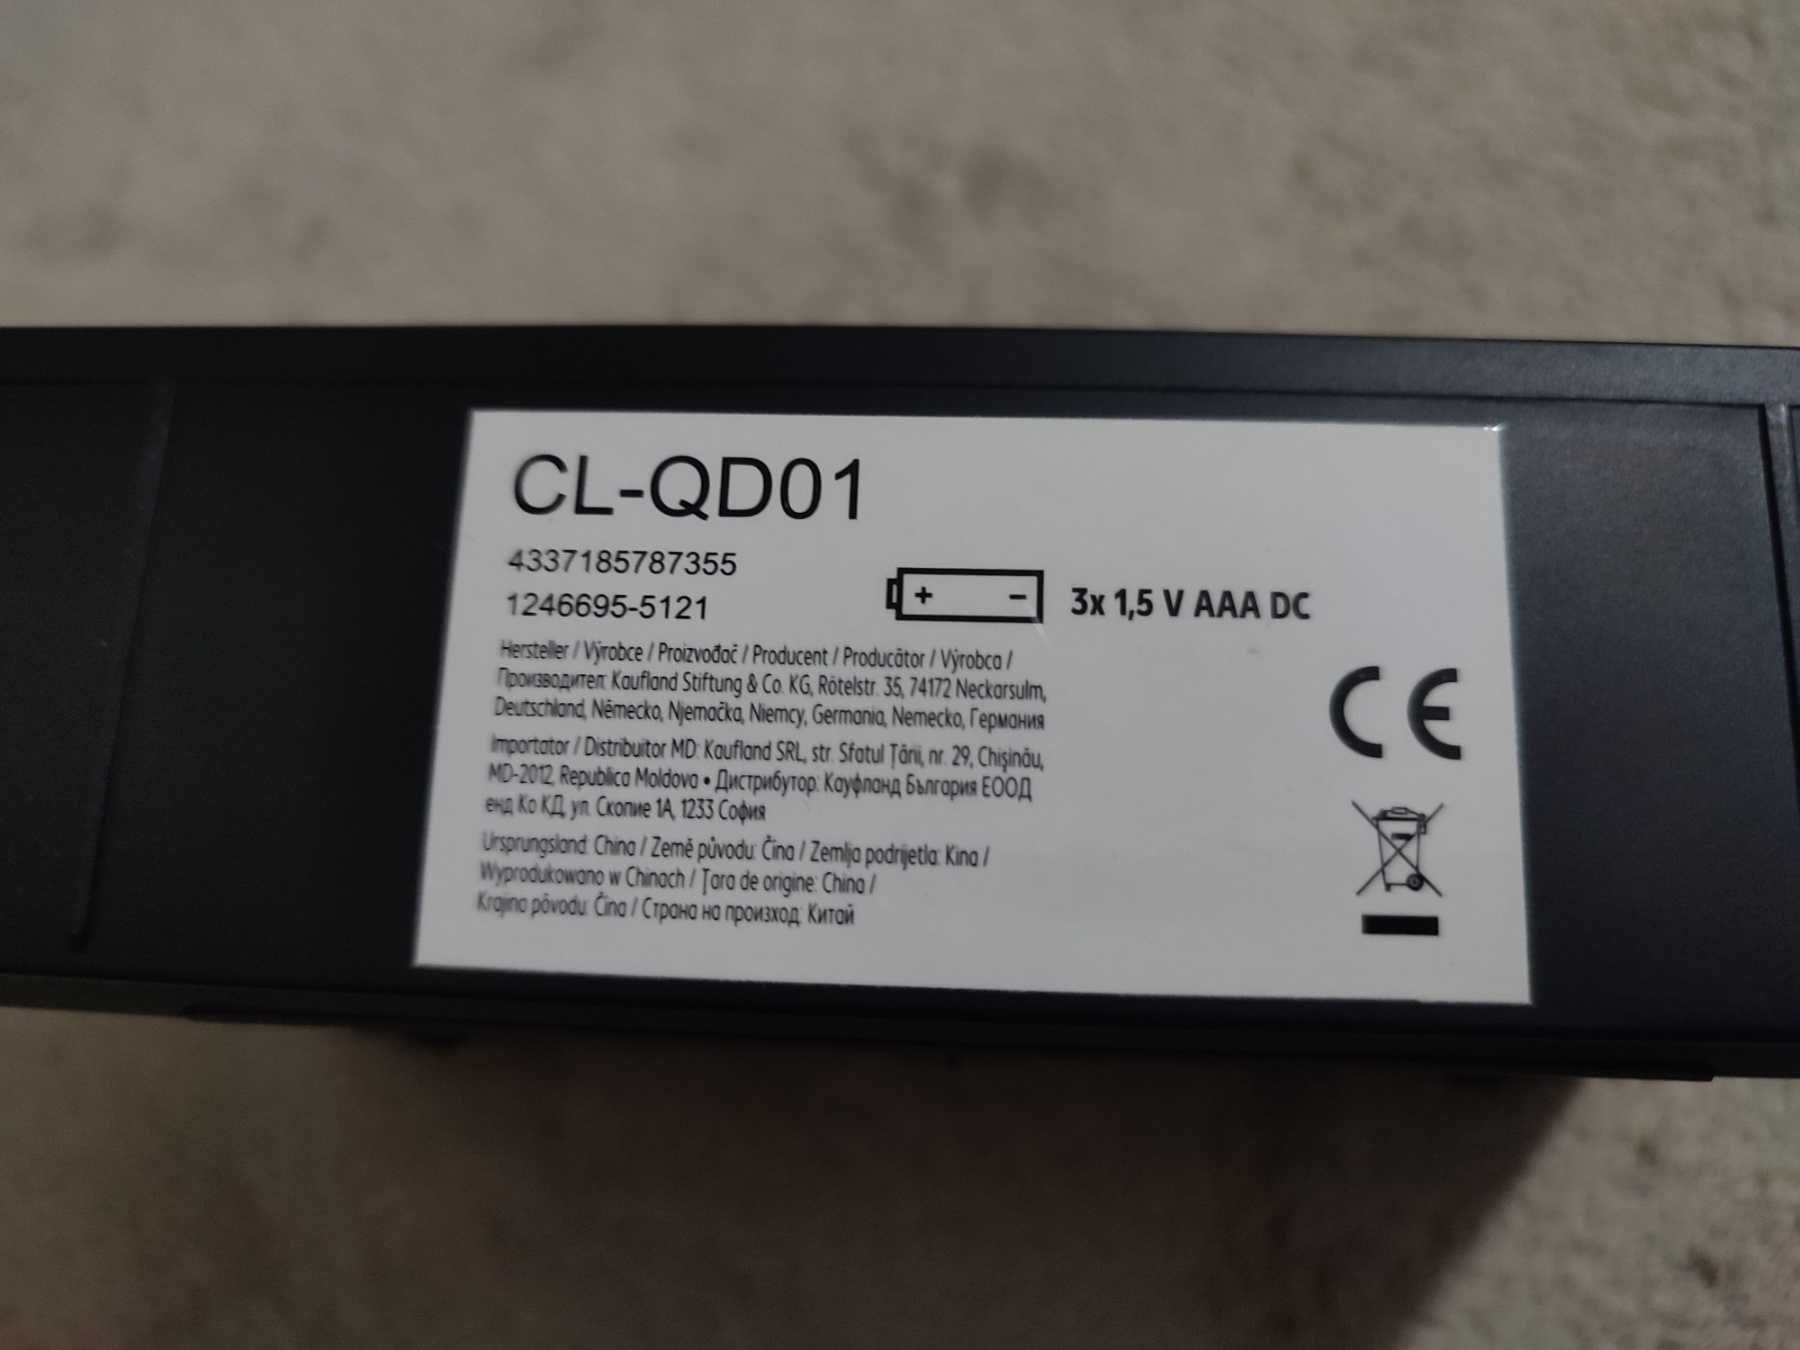 CL-QD01
4337185787355
1246695-5121
+ − 3x 1,5 V AAA DC
Hersteller / Výrobce / Proizvođač / Producent / Producător / Výrobca /
Производител: Kaufland Stiftung & Co. KG, Rötelstr. 35, 74172 Neckarsulm,
Deutschland, Německo, Njemačka, Niemcy, Germania, Nemecko, Германия
Importator / Distribuitor MD: Kaufland SRL, str. Sfatul Țării, nr. 29, Chișinău,
MD-2012, Republica Moldova • Дистрибутор: Кауфланд България ЕООД
енд Ко КД, ул. Скопие 1А, 1233 София
Ursprungsland: China / Země původu: Čína / Zemlja podrijetla: Kina /
Wyprodukowano w Chinach / Țara de origine: China /
Krajina pôvodu: Čína / Страна на произход: Китай
CE